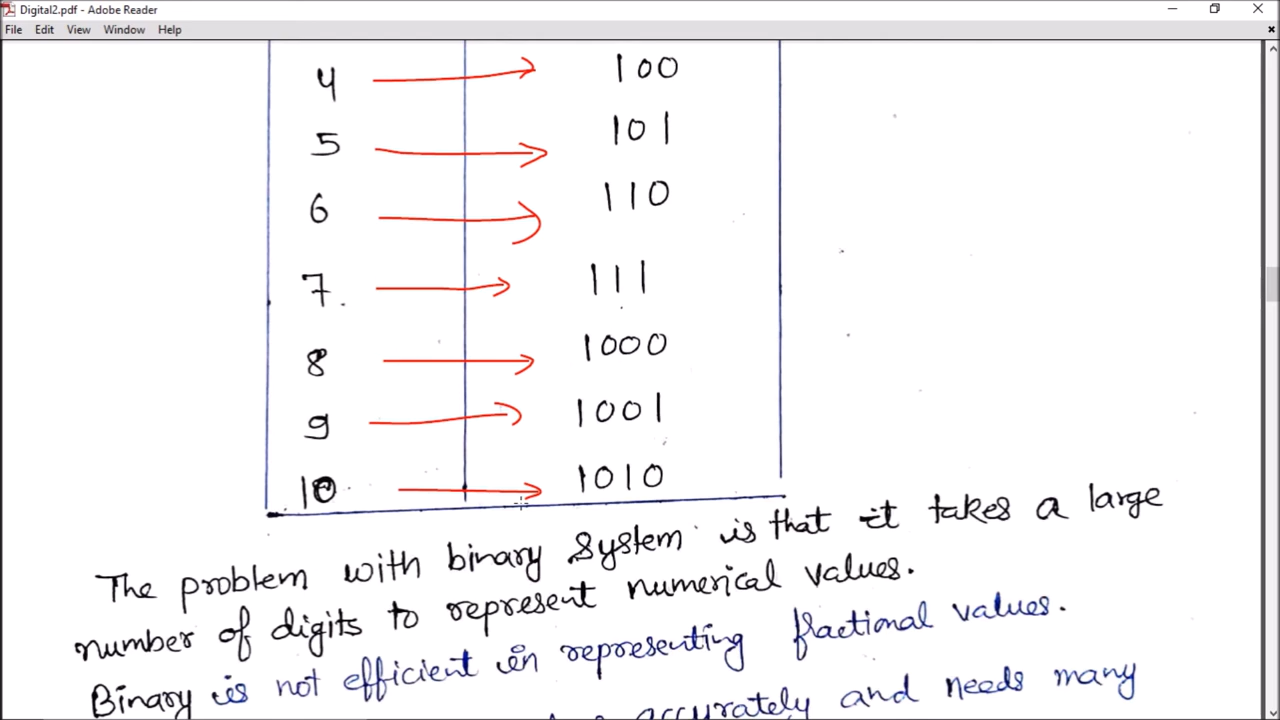 Digital2.pdf - Adobe Reader
File Edit View Window Help
4 → 100
5 → 101
6 → 110
7. → 111
8 → 1000
9 → 1001
10 → 1010
The problem with binary System is that it takes a large
number of digits to represent numerical values.
Binary is not efficient in representing fractional values.
accurately and needs many